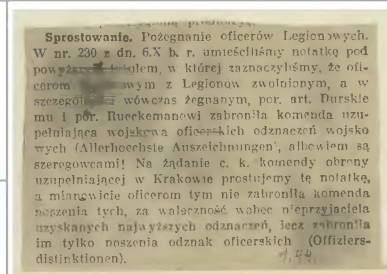 Sprostowanie. Pożegnanie oficerów Legionowych.
W nr. 230 z dn. 6.X b. r. umieściliśmy notatkę pod
tytułem, w której zaznaczyliśmy, że ofi-
cerom z Legionów zwolnionym, a w
wówczas żegnanym, por. art. Durskie
mu i por. Rueckemanowi zabroniła komenda uzu-
pełniająca wojskowa oficerskich odznaczeń wojsko
wych (Allerhoechste Auszeichnungen', albowiem są
szeregowcami! Na żądanie c. k. komendy obrony
uzupełniającej w Krakowie prostujemy tę notatkę,
a mianowicie oficerom tym nie zabroniła komenda
noszenia tych, za waleczność wobec nieprzyjaciela
uzyskanych najwyższych odznaczeń, lecz zabroniła
im tylko noszenia odznak oficerskich (Offiziers-
distinktionen).